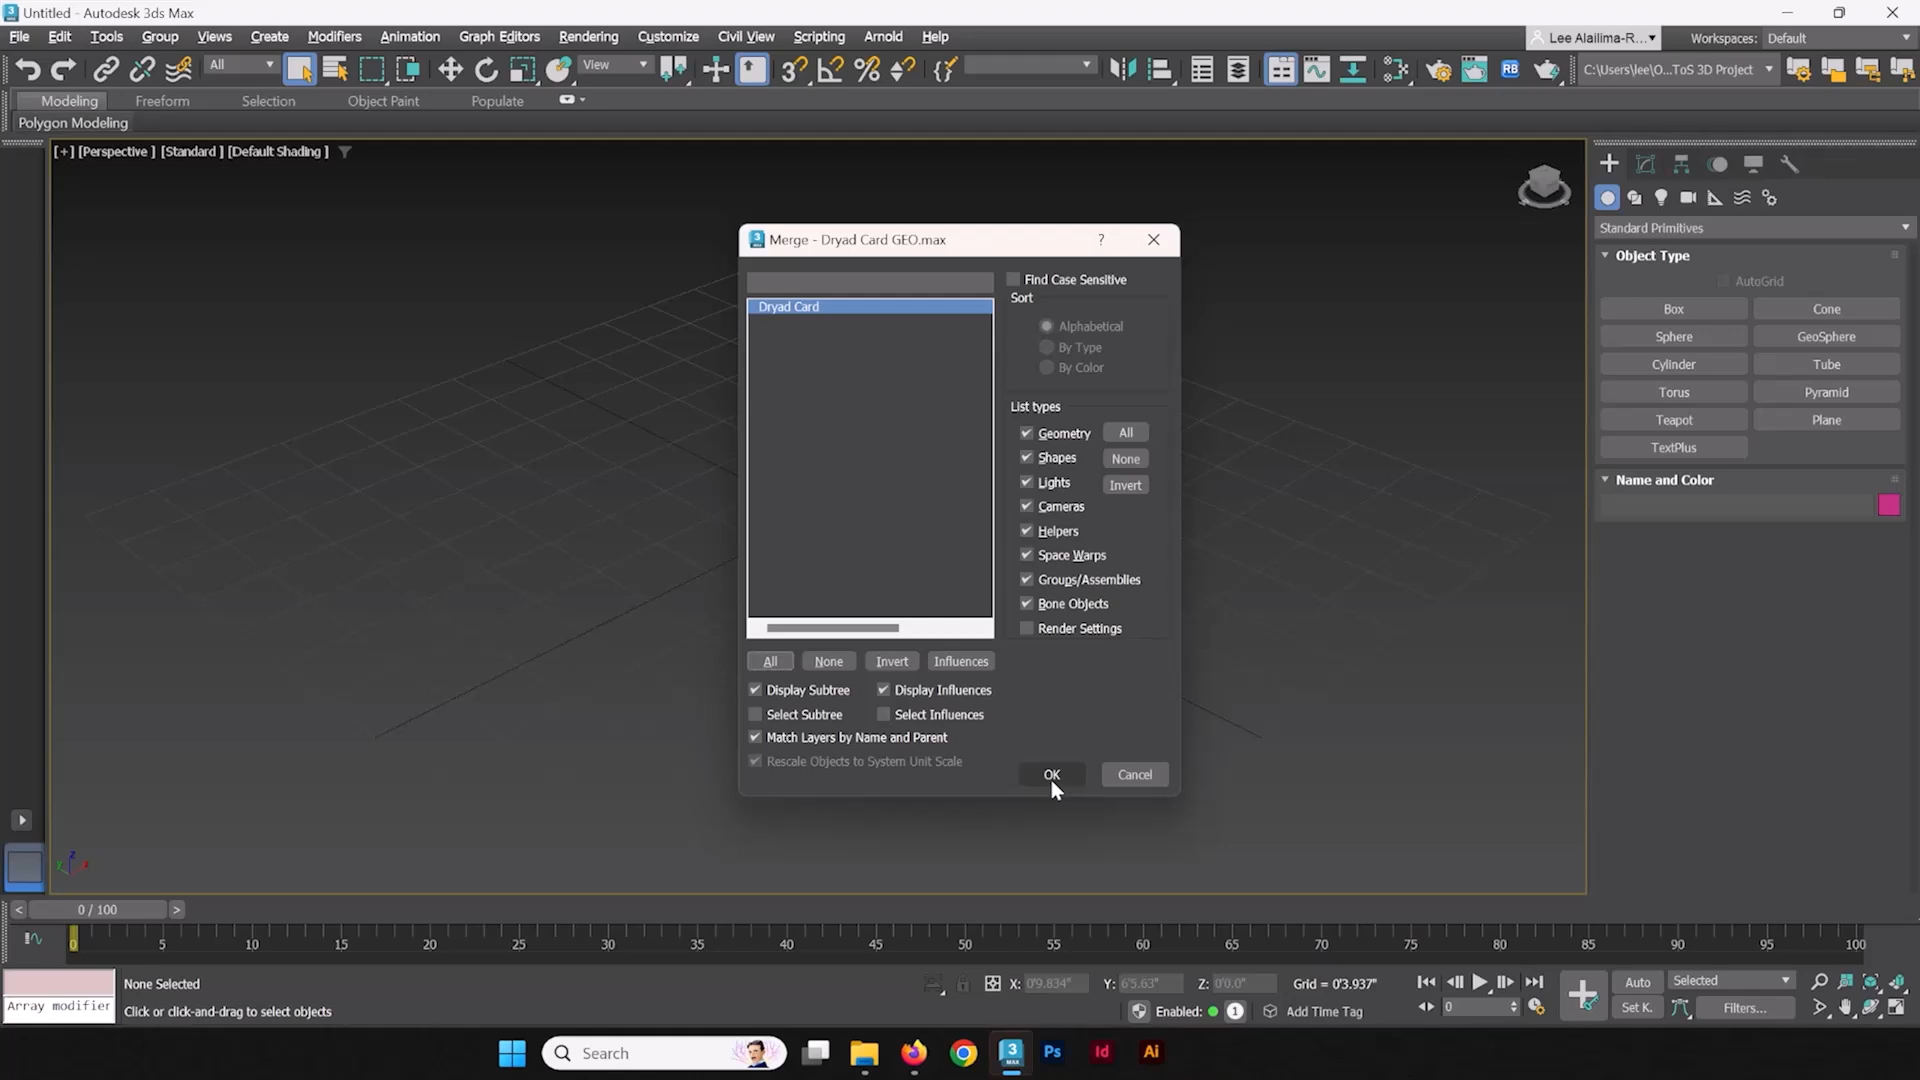 Untitled - Autodesk 3ds Max
File Edit Tools Group Views Create Modifiers Animation Graph Editors Rendering Customize Civil View Scripting Arnold Help
Lee Alailima-R... Workspaces: Default
All View C:\Users\lee\O...ToS 3D Project
Modeling Freeform Selection Object Paint Populate
Polygon Modeling
[+] [Perspective ] [Standard ] [Default Shading ]
Merge - Dryad Card GEO.max ?
Find Case Sensitive
Dryad Card
Sort
Alphabetical
By Type
By Color
List types
Geometry All
Shapes None
Lights Invert
Cameras
Helpers
Space Warps
Groups/Assemblies
Bone Objects
Render Settings
All None Invert Influences
Display Subtree Display Influences
Select Subtree Select Influences
Match Layers by Name and Parent
Rescale Objects to System Unit Scale
OK Cancel
Standard Primitives
Object Type
AutoGrid
Box Cone
Sphere GeoSphere
Cylinder Tube
Torus Pyramid
Teapot Plane
TextPlus
Name and Color
z
y x
< 0 / 100 >
0 5 10 15 20 25 30 35 40 45 50 55 60 65 70 75 80 85 90 95 100
None Selected X: 0'9.834" Y: 6'5.63" Z: 0'0.0" Grid = 0'3.937" Auto Selected
Array modifier Click or click-and-drag to select objects Enabled: 1 Add Time Tag 0 Set K. Filters...
Search 3 MAX Ps Id Ai